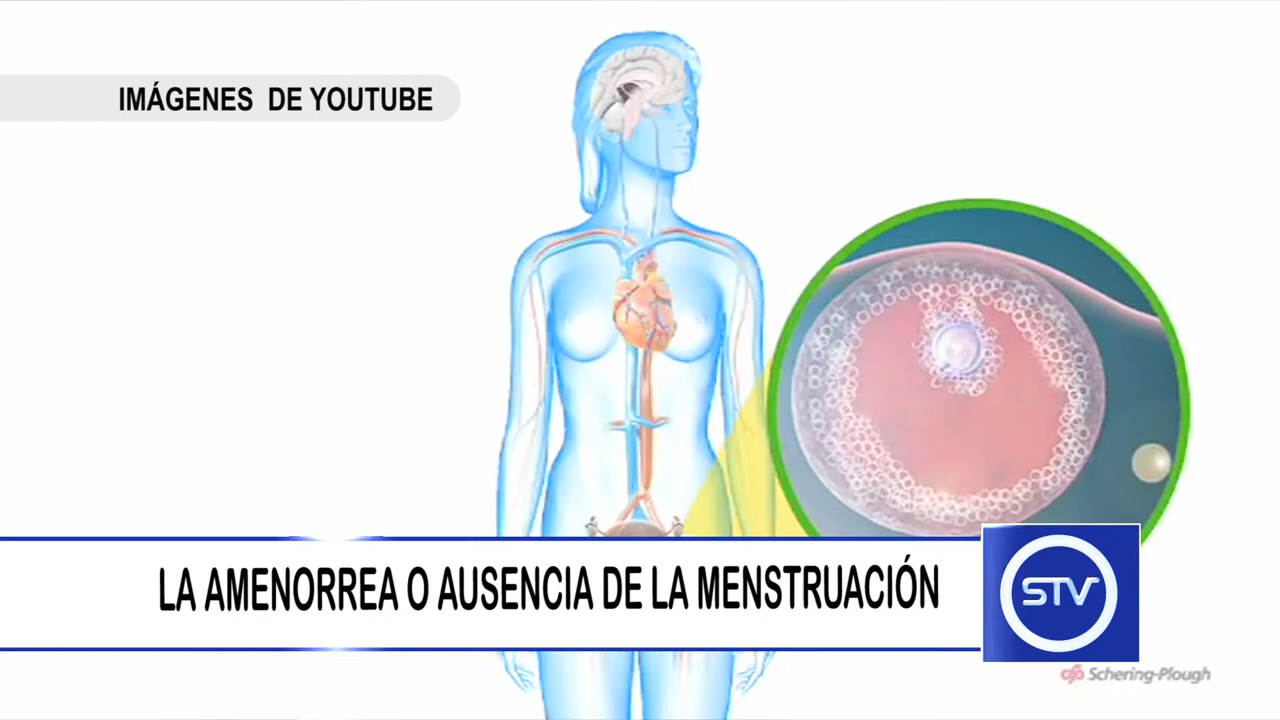 IMÁGENES DE YOUTUBE
LA AMENORREA O AUSENCIA DE LA MENSTRUACIÓN
STV
Schering-Plough